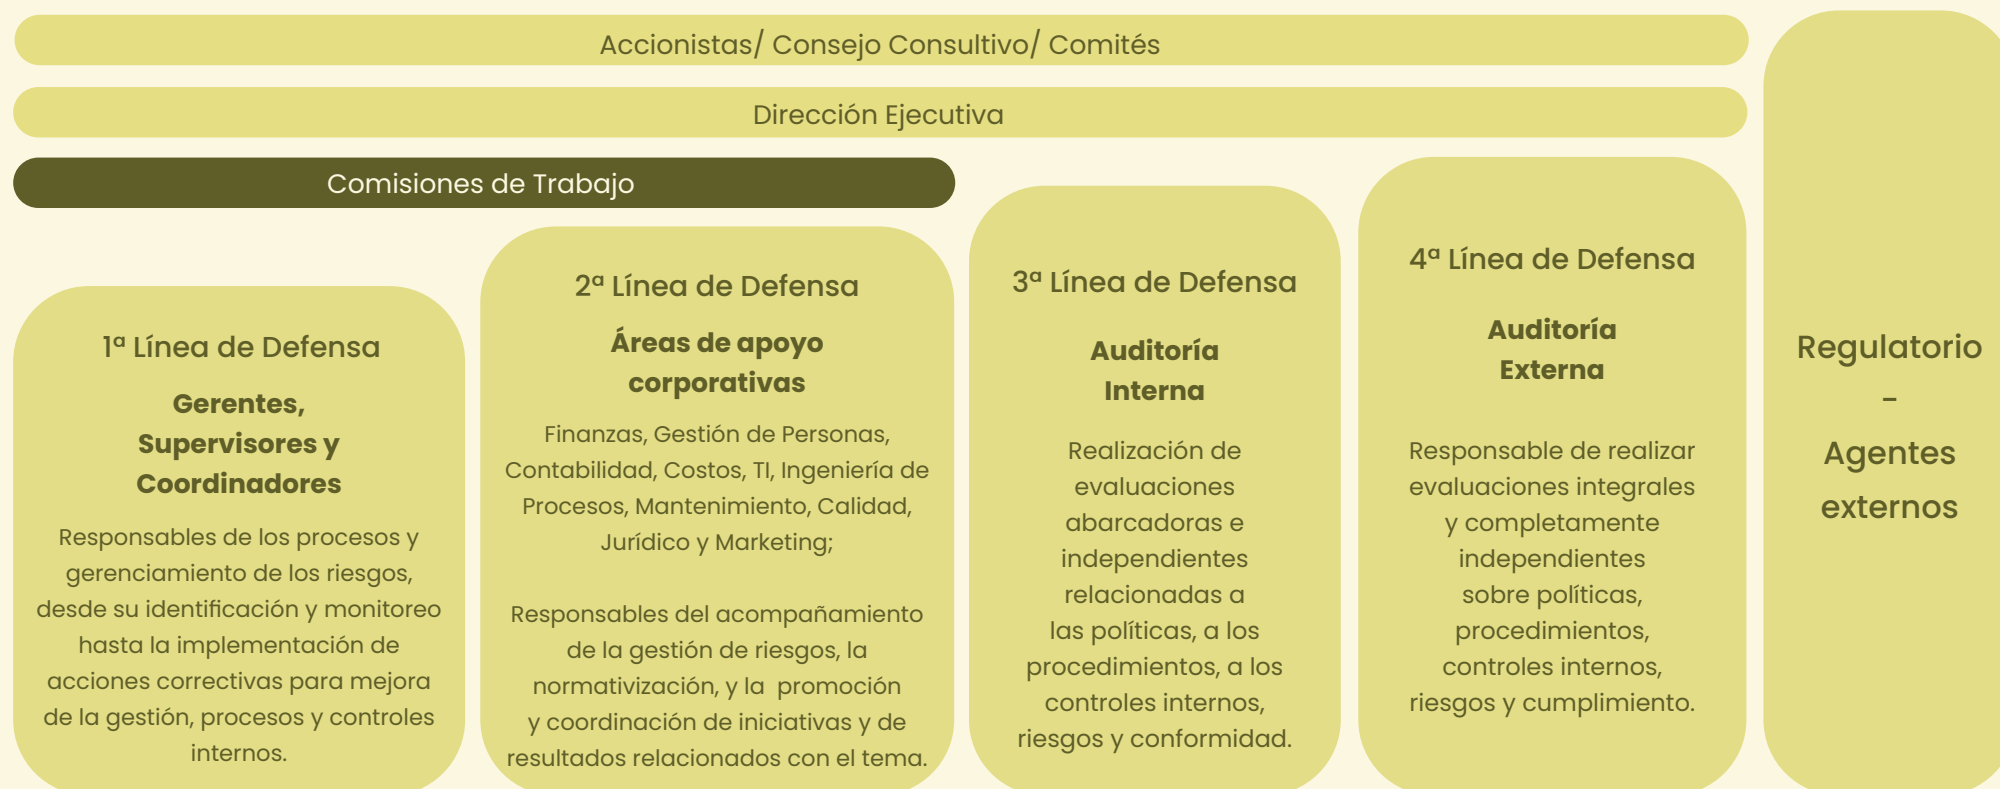 Accionistas/ Consejo Consultivo/ Comités
Dirección Ejecutiva
Comisiones de Trabajo
1ª Línea de Defensa
Gerentes,
Supervisores y
Coordinadores
Responsables de los procesos y
gerenciamiento de los riesgos,
desde su identificación y monitoreo
hasta la implementación de
acciones correctivas para mejora
de la gestión, procesos y controles
internos.
2ª Línea de Defensa
Áreas de apoyo
corporativas
Finanzas, Gestión de Personas,
Contabilidad, Costos, TI, Ingeniería de
Procesos, Mantenimiento, Calidad,
Jurídico y Marketing;
Responsables del acompañamiento
de la gestión de riesgos, la
normativización, y la promoción
y coordinación de iniciativas y de
resultados relacionados con el tema.
3ª Línea de Defensa
Auditoría
Interna
Realización de
evaluaciones
abarcadoras e
independientes
relacionadas a
las políticas, a los
procedimientos, a los
controles internos,
riesgos y conformidad.
4ª Línea de Defensa
Auditoría
Externa
Responsable de realizar
evaluaciones integrales
y completamente
independientes
sobre políticas,
procedimientos,
controles internos,
riesgos y cumplimiento.
Regulatorio
-
Agentes
externos